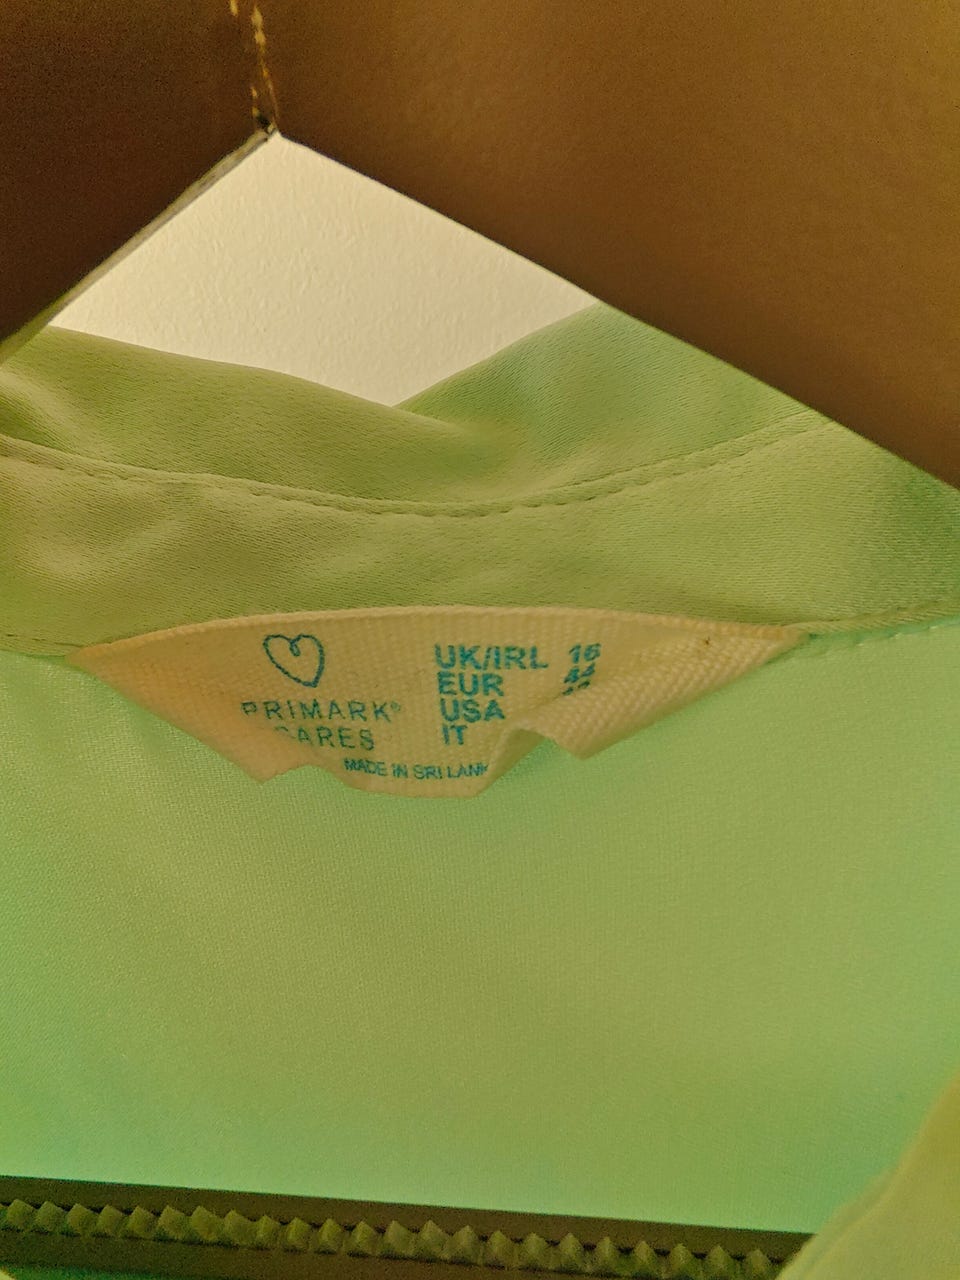 PRIMARK®
CARES
UK/IRL 16
EUR 44
USA
IT
MADE IN SRI LANK